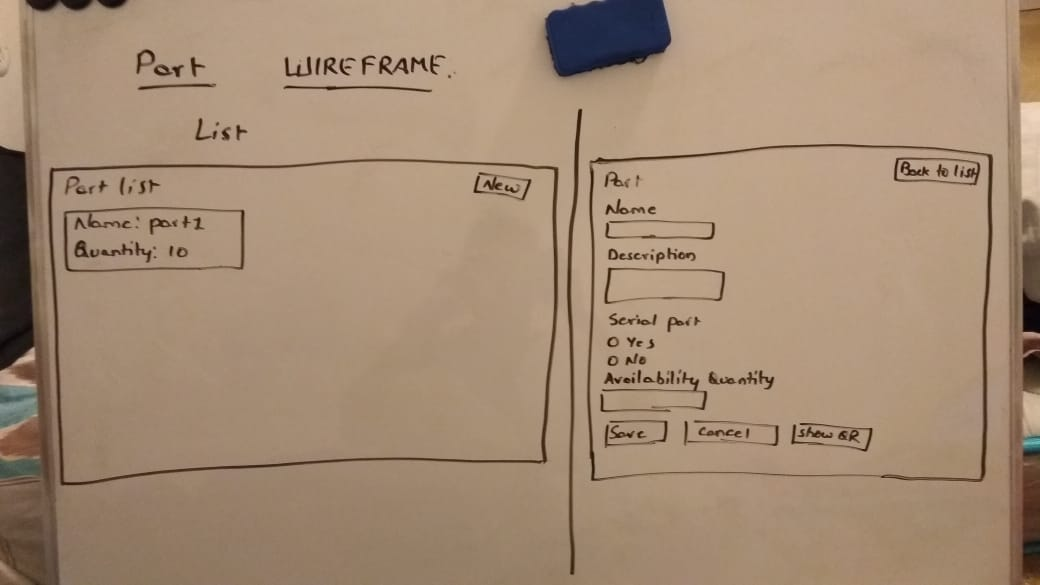 Part WIREFRAME.
List
Part list
New
Name: part1
Quantity: 10
Back to list
Part
Name
Description
Serial part
Yes
No
Availability Quantity
Save
Cancel
Show QR